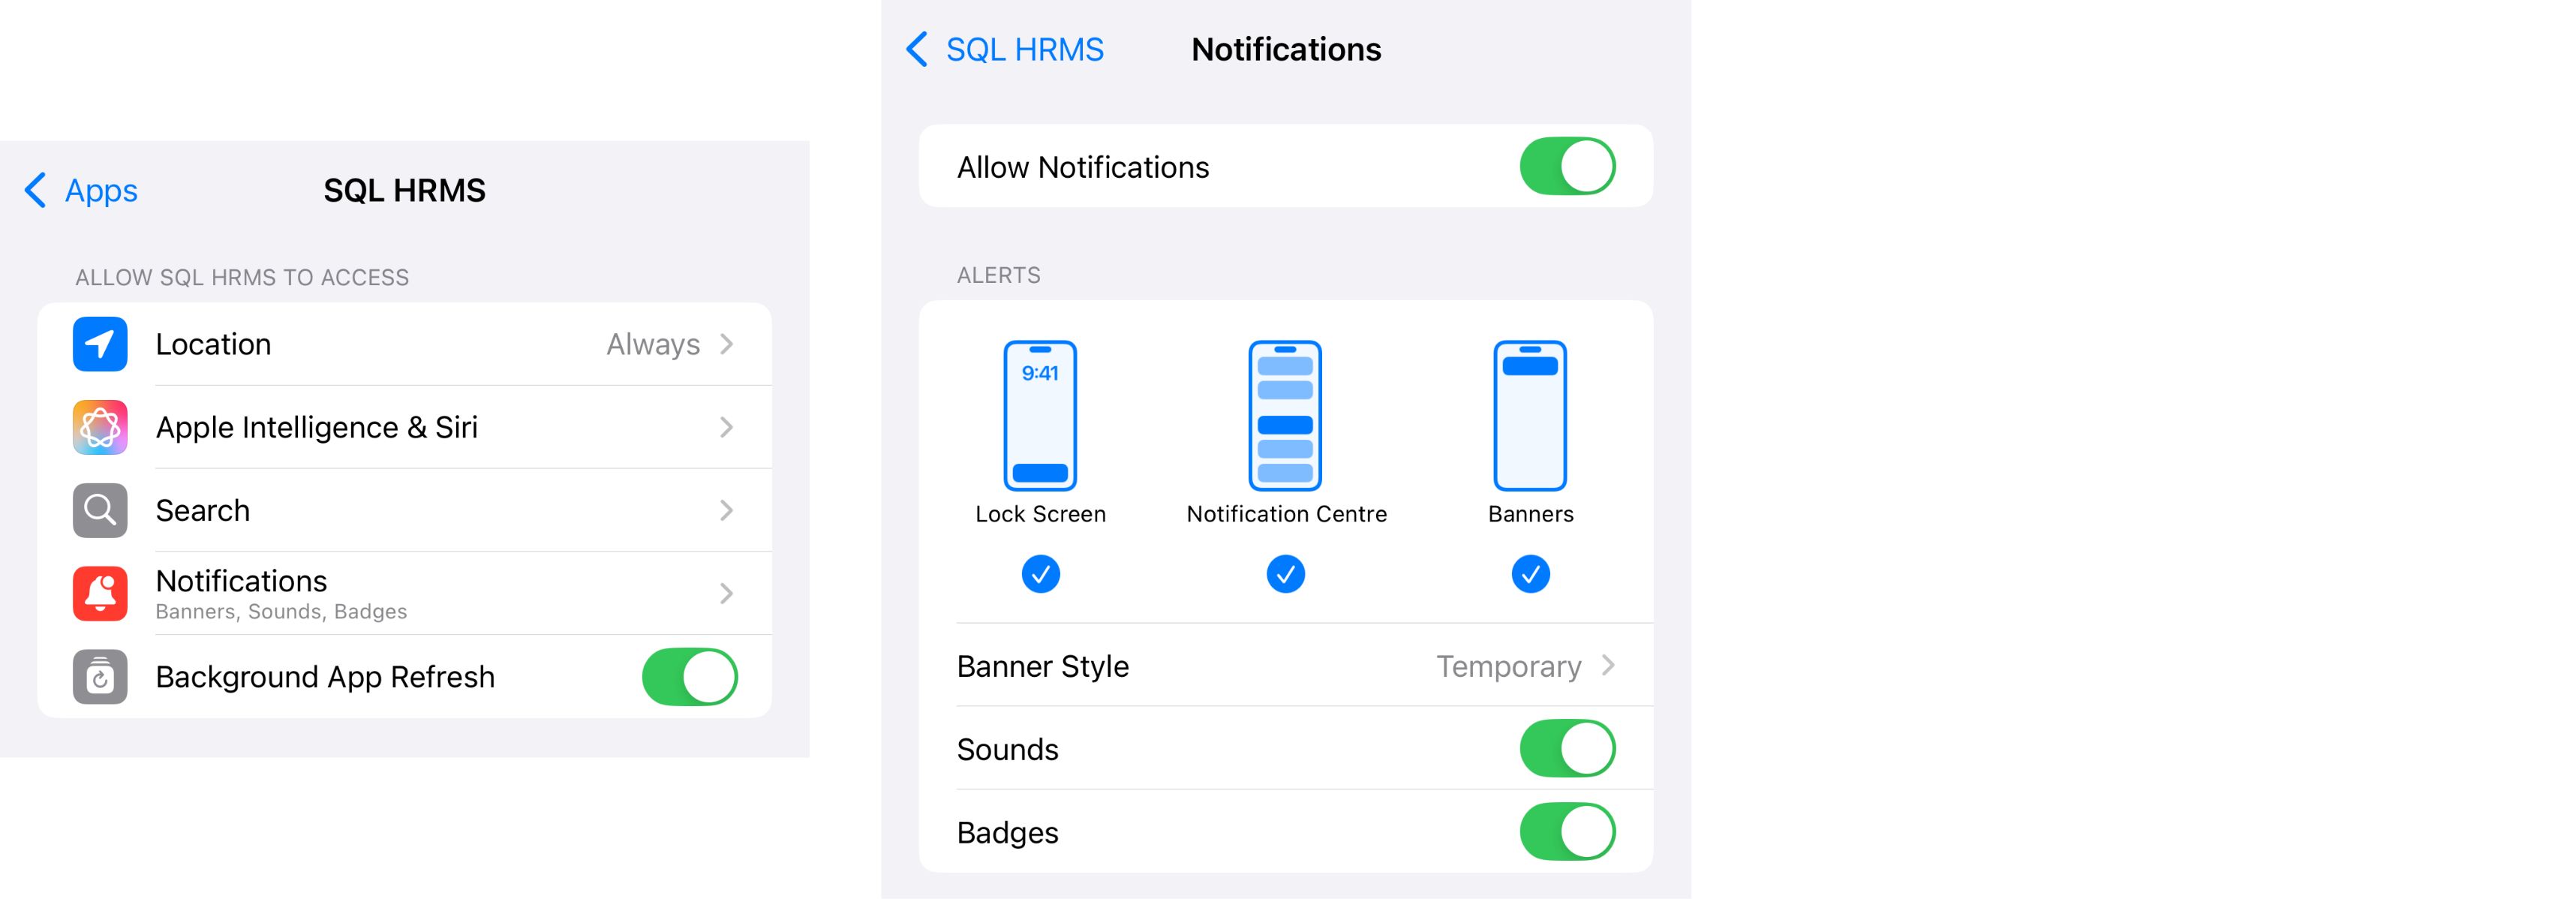 Apps
SQL HRMS
ALLOW SQL HRMS TO ACCESS
Location Always
Apple Intelligence & Siri
Search
Notifications
Banners, Sounds, Badges
Background App Refresh
SQL HRMS Notifications
Allow Notifications
ALERTS
9:41
Lock Screen Notification Centre Banners
Banner Style Temporary
Sounds
Badges